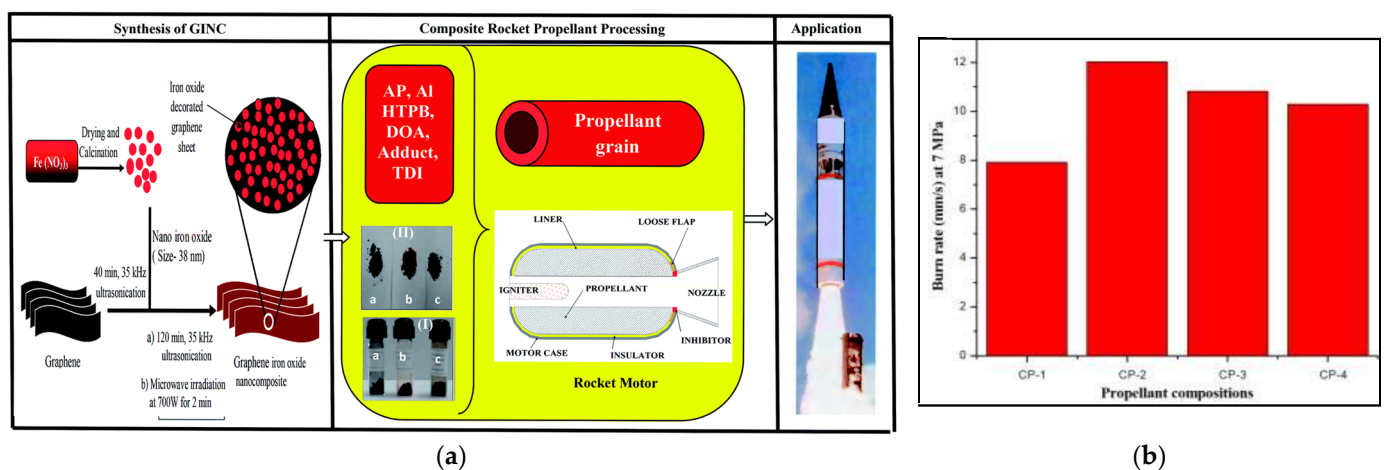 Synthesis of GINC
Composite Rocket Propellant Processing
Application
Iron oxide
decorated
graphene
sheet
Drying and
Calcination
Fe (NO3)3
Nano iron oxide
( Size- 38 nm)
40 min, 35 kHz
ultrasonication
Graphene
a) 120 min, 35 kHz
ultrasonication
Graphene iron oxide
nanocomposite
b) Microwave irradiation
at 700W for 2 min
AP, Al
HTPB,
DOA,
Adduct,
TDI
(II)
a b c
(I)
a b c
Propellant
grain
LINER
LOOSE FLAP
IGNITER
PROPELLANT
NOZZLE
INHIBITOR
MOTOR CASE
INSULATOR
Rocket Motor
(a)
Burn rate (mm/s) at 7 MPa
12
10
8
6
4
2
0
CP-1 CP-2 CP-3 CP-4
Propellant compositions
(b)